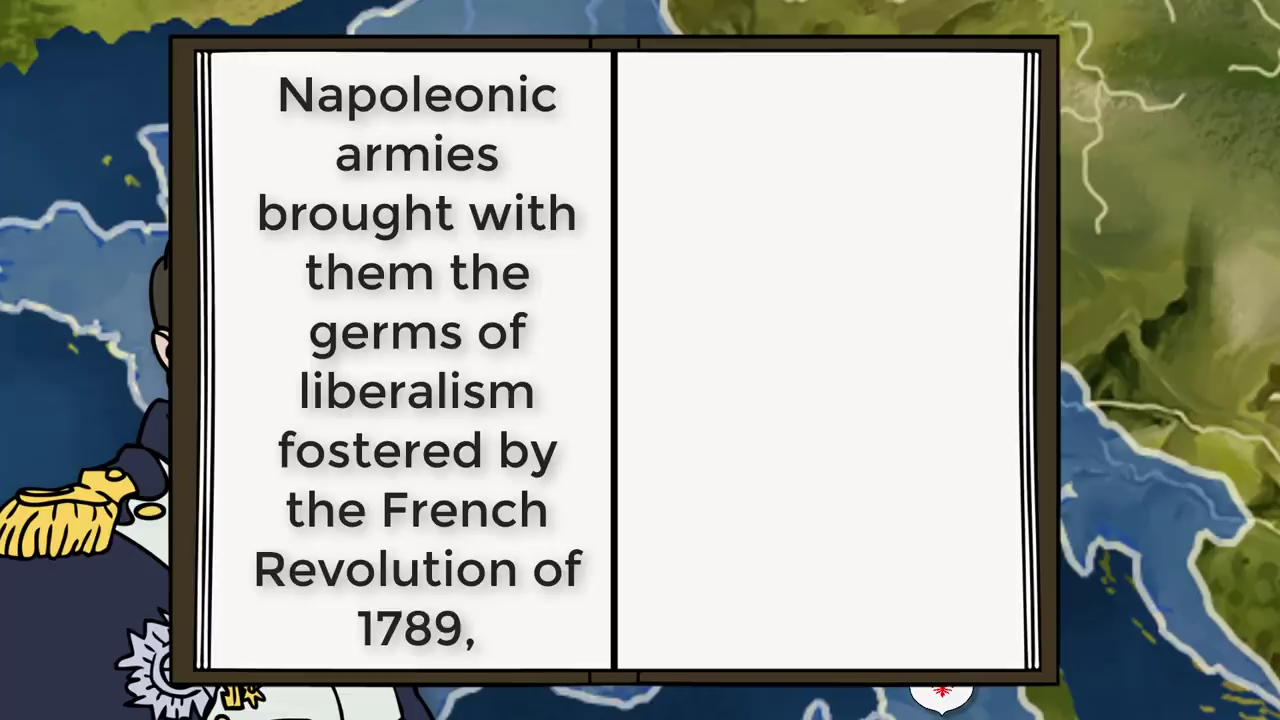 Napoleonic
armies
brought with
them the
germs of
liberalism
fostered by
the French
Revolution of
1789,